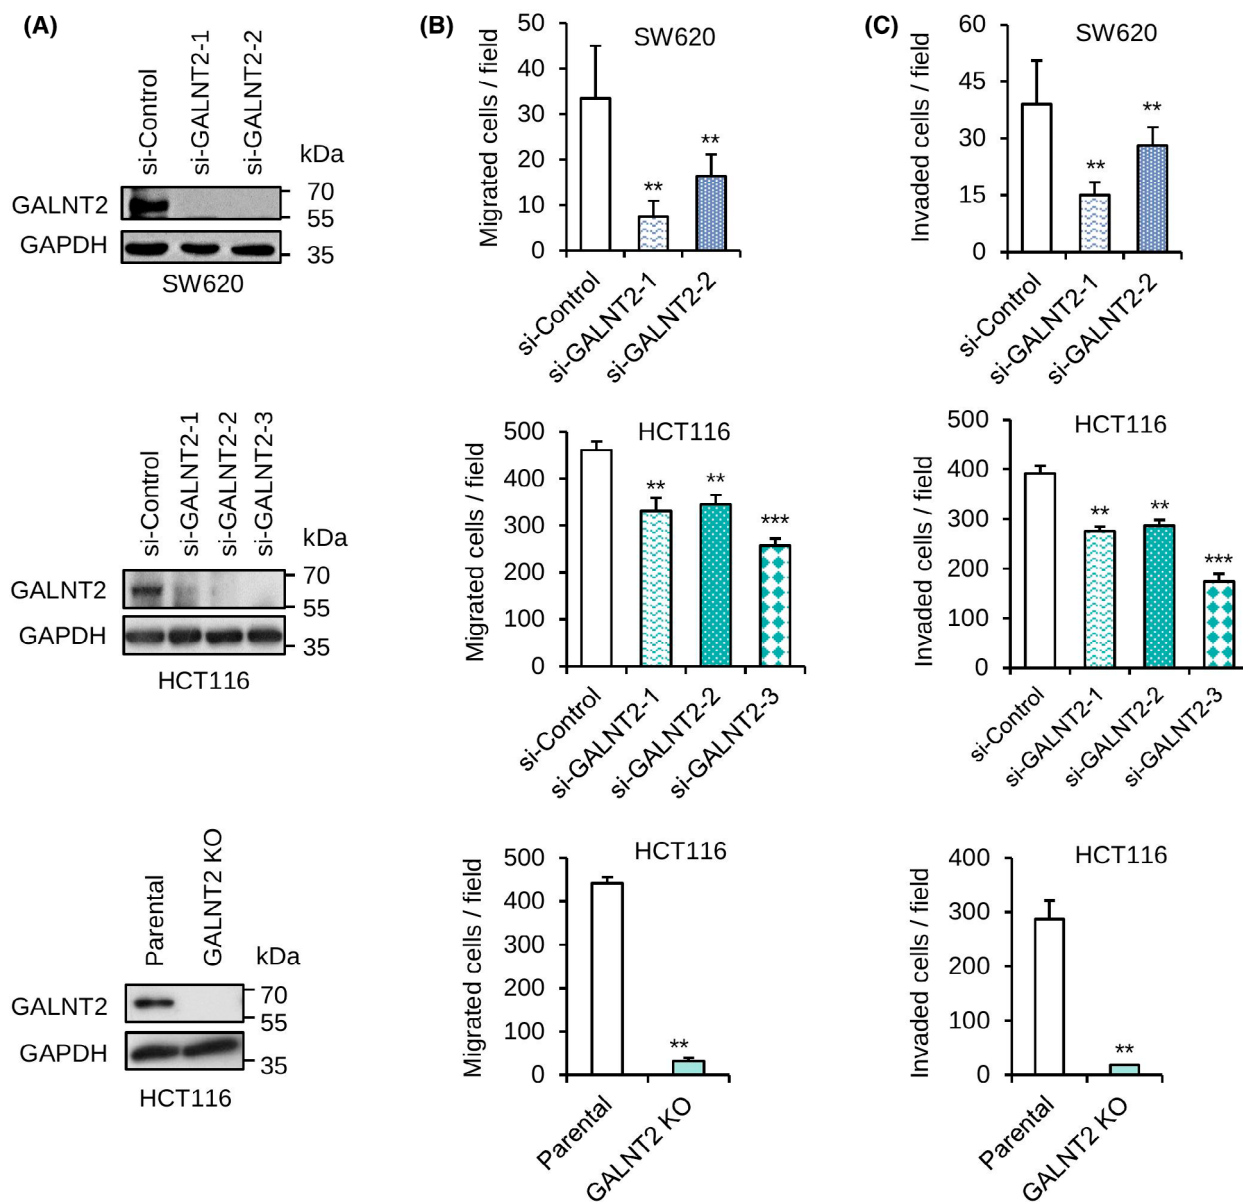 (A)
si-Control
si-GALNT2-1
si-GALNT2-2
kDa
GALNT2
70
55
GAPDH
35
SW620
(B)
SW620
Migrated cells / field
50
40
30
20
10
0
**
**
si-Control
si-GALNT2-1
si-GALNT2-2
(C)
SW620
Invaded cells / field
60
45
30
15
0
**
**
si-Control
si-GALNT2-1
si-GALNT2-2
si-Control
si-GALNT2-1
si-GALNT2-2
si-GALNT2-3
kDa
GALNT2
70
55
GAPDH
35
HCT116
HCT116
Migrated cells / field
500
400
300
200
100
0
**
**
***
si-Control
si-GALNT2-1
si-GALNT2-2
si-GALNT2-3
HCT116
Invaded cells / field
500
400
300
200
100
0
**
**
***
si-Control
si-GALNT2-1
si-GALNT2-2
si-GALNT2-3
Parental
GALNT2 KO
kDa
GALNT2
70
55
GAPDH
35
HCT116
HCT116
Migrated cells / field
500
400
300
200
100
0
**
Parental
GALNT2 KO
HCT116
Invaded cells / field
400
300
200
100
0
**
Parental
GALNT2 KO